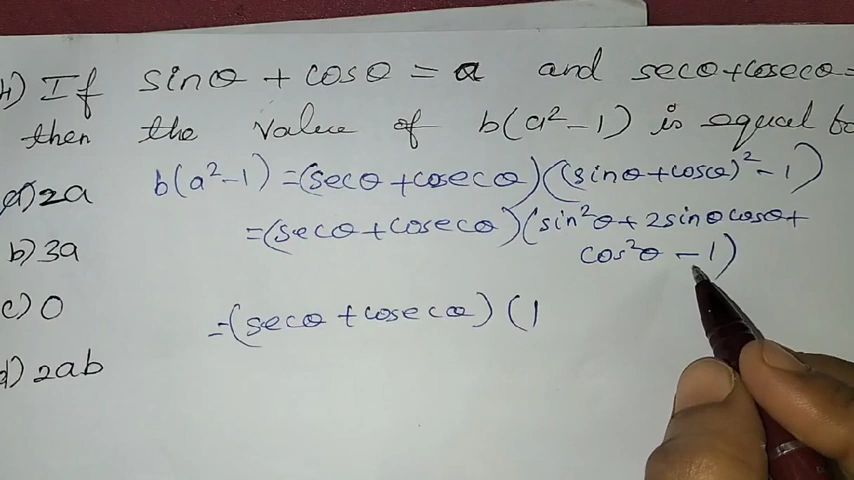 4) If sinθ + cosθ = a and secθ+cosecθ=
then the value of b(a²-1) is equal to
a) 2a
b(a²-1) = (secθ + cosecθ)((sinθ+cosθ)²-1)
=(secθ + cosecθ)(sin²θ + 2sinθcosθ+
cos²θ -1)
b) 3a
c) 0
=(secθ +cosecθ) (1
d) 2ab